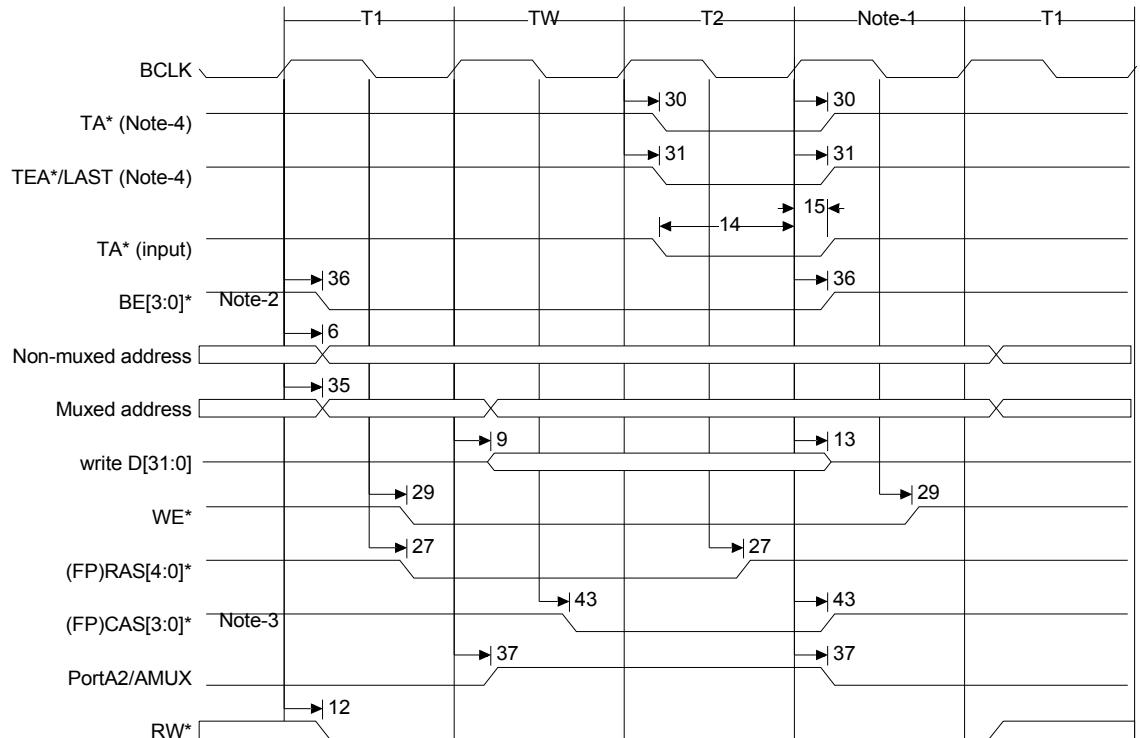 T1 TW T2 Note-1 T1
BCLK
30 30
TA* (Note-4)
31 31
TEA*/LAST (Note-4)
15
14
TA* (input)
36 36
BE[3:0]* Note-2
6
Non-muxed address
35
Muxed address
9 13
write D[31:0]
29 29
WE*
27 27
(FP)RAS[4:0]*
43 43
(FP)CAS[3:0]* Note-3
37 37
PortA2/AMUX
12
RW*